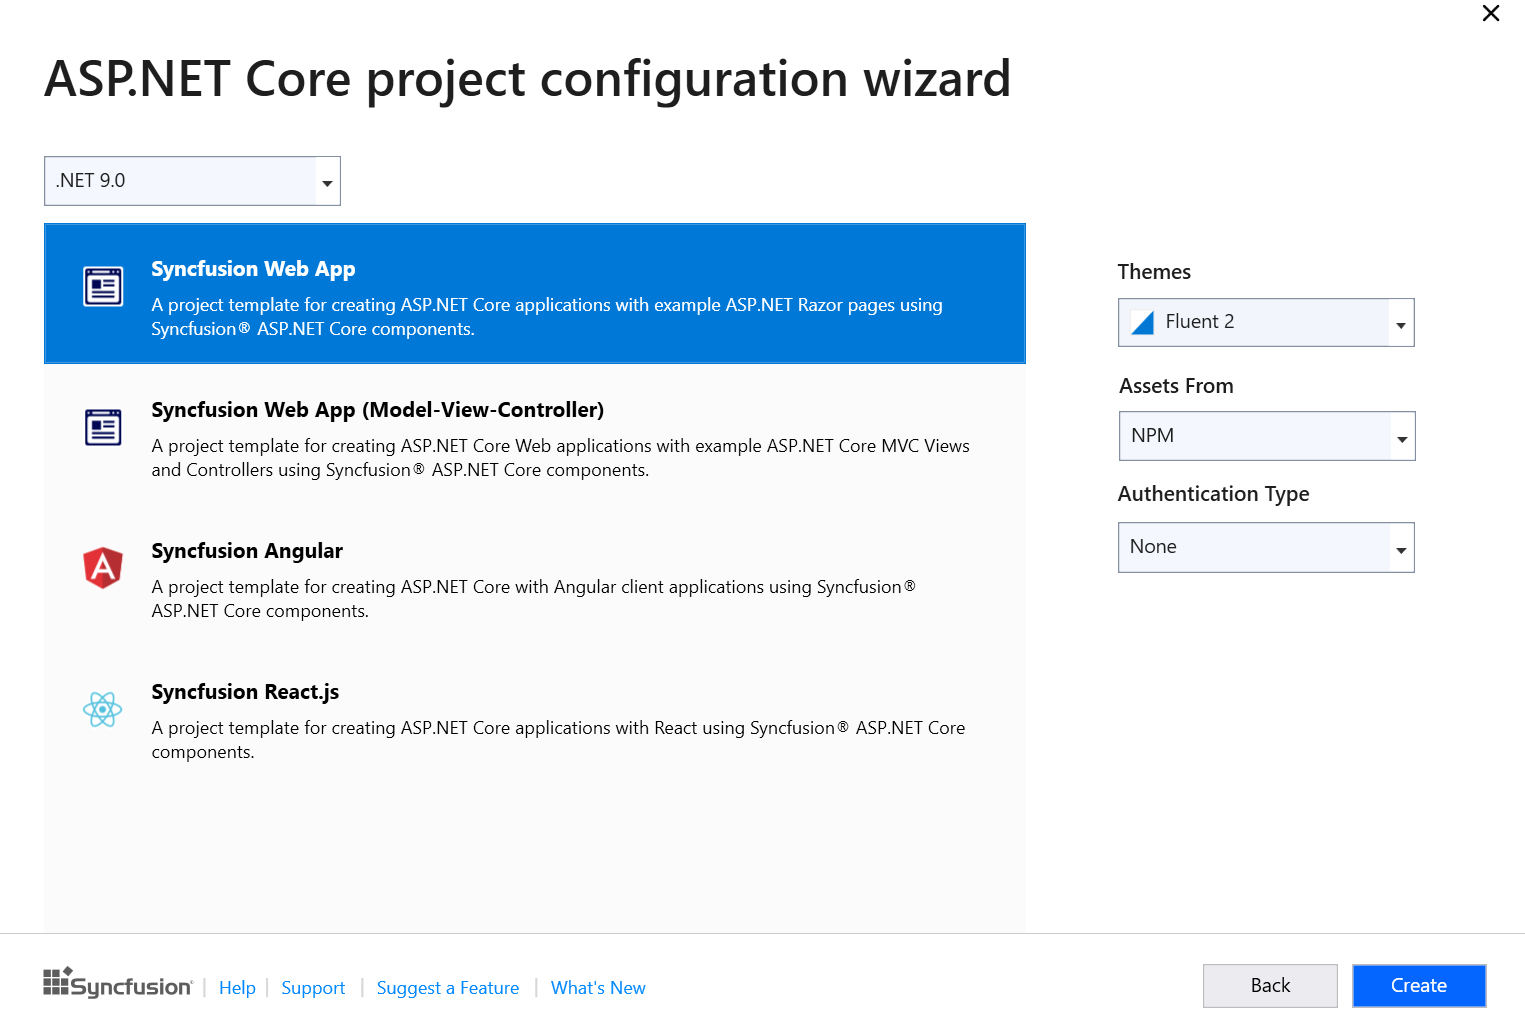 ASP.NET Core project configuration wizard
.NET 9.0
Syncfusion Web App
A project template for creating ASP.NET Core applications with example ASP.NET Razor pages using
Syncfusion® ASP.NET Core components.
Syncfusion Web App (Model-View-Controller)
A project template for creating ASP.NET Core Web applications with example ASP.NET Core MVC Views
and Controllers using Syncfusion® ASP.NET Core components.
Syncfusion Angular
A project template for creating ASP.NET Core with Angular client applications using Syncfusion®
ASP.NET Core components.
Syncfusion React.js
A project template for creating ASP.NET Core applications with React using Syncfusion® ASP.NET Core
components.
Themes
Fluent 2
Assets From
NPM
Authentication Type
None
Syncfusion® | Help | Support | Suggest a Feature | What's New
Back
Create